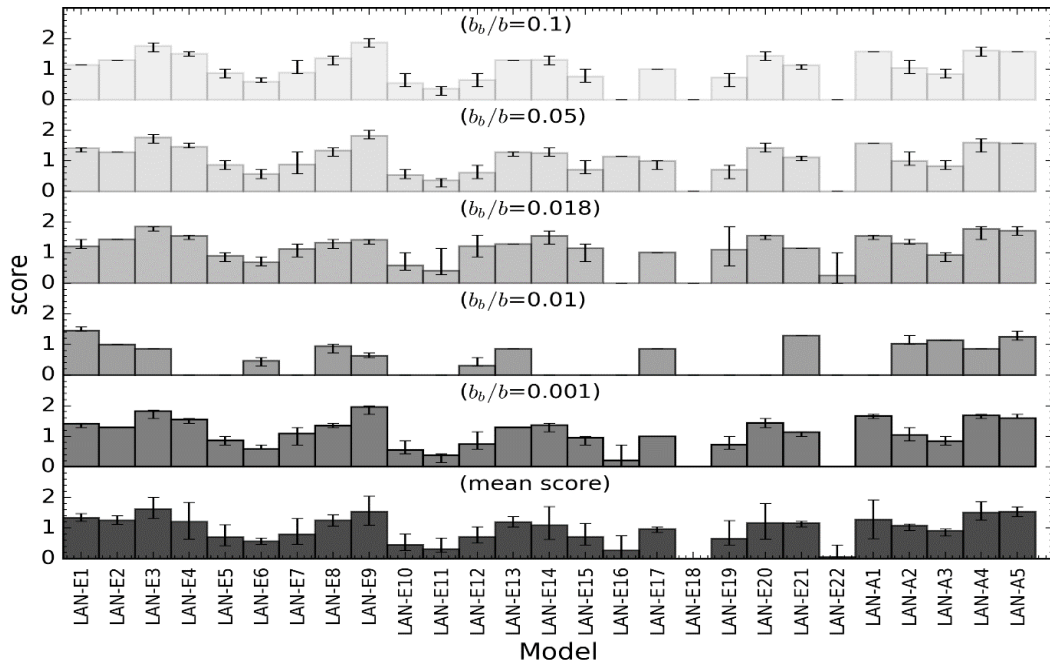 (b_b/b=0.1)
2
1
0
(b_b/b=0.05)
2
1
0
(b_b/b=0.018)
2
1
0
(b_b/b=0.01)
2
1
0
(b_b/b=0.001)
2
1
0
(mean score)
2
1
0
score
LAN-E1
LAN-E2
LAN-E3
LAN-E4
LAN-E5
LAN-E6
LAN-E7
LAN-E8
LAN-E9
LAN-E10
LAN-E11
LAN-E12
LAN-E13
LAN-E14
LAN-E15
LAN-E16
LAN-E17
LAN-E18
LAN-E19
LAN-E20
LAN-E21
LAN-E222
LAN-A1
LAN-A2
LAN-A3
LAN-A4
LAN-A5
Model